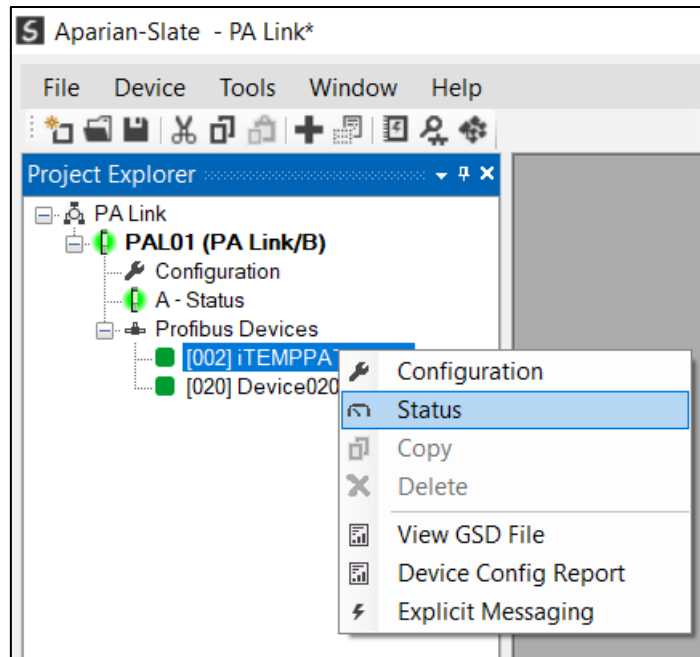 Aparian-Slate - PA Link*
File Device Tools Window Help
Project Explorer
PA Link
PAL01 (PA Link/B)
Configuration
A - Status
Profibus Devices
[002] iTEMPPA
[020] Device020
Configuration
Status
Copy
Delete
View GSD File
Device Config Report
Explicit Messaging